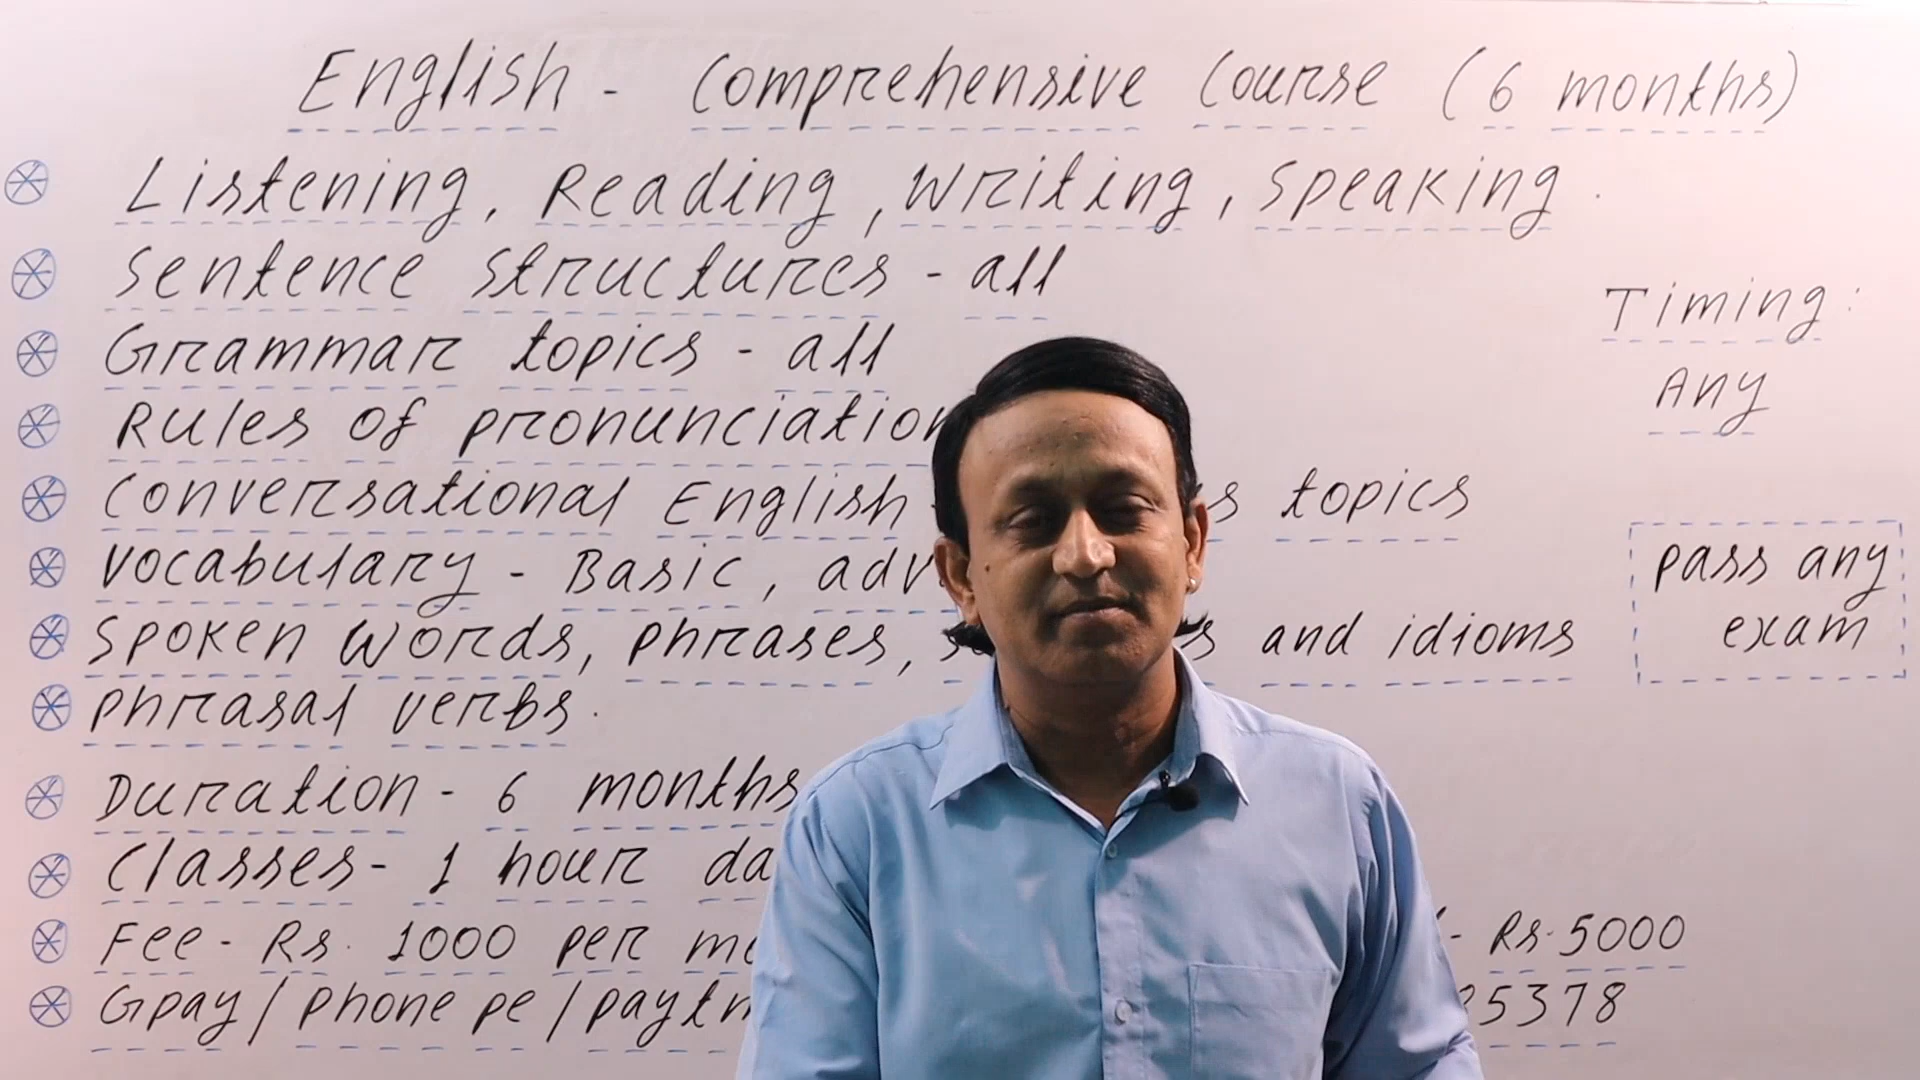 English - Comprehensive Course (6 months)
Listening, Reading, Writing, Speaking.
Sentence structures - all
Timing:
Grammar topics - all
Any
Rules of pronunciation
Conversational English topics
Vocabulary - Basic,
pass any
exam
Spoken words, phrases, and idioms
Phrasal verbs.
Duration - 6 months
Classes - 1 hour
Fee - Rs. 1000 per - Rs. 5000
Gpay/phone pe/ 5378